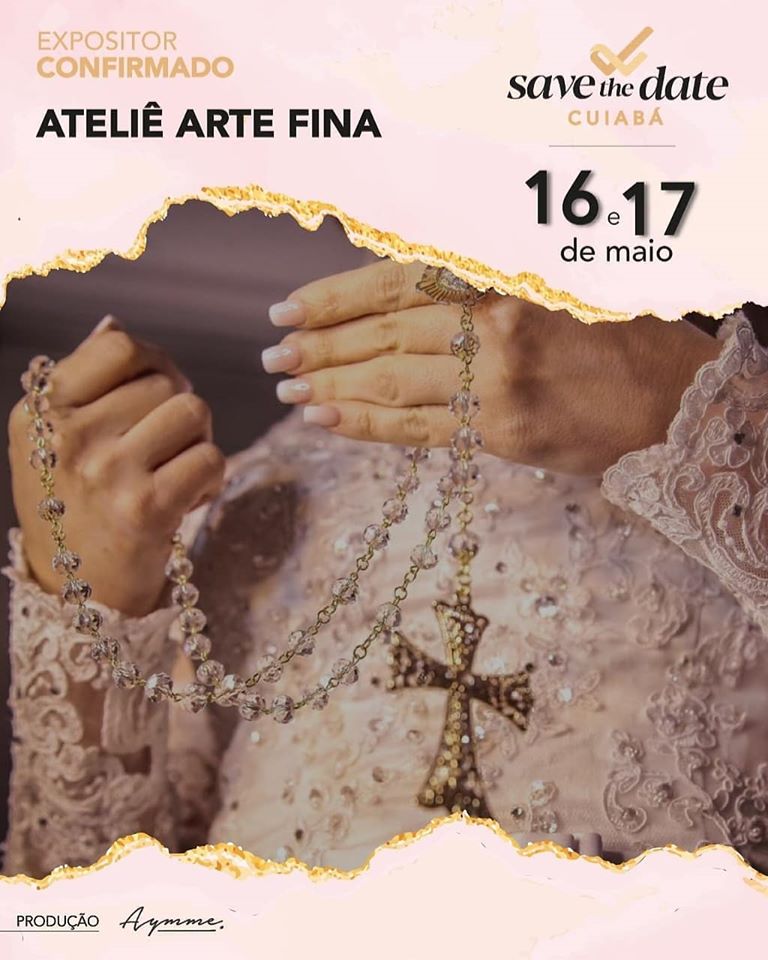 EXPOSITOR
CONFIRMADO
ATELIÊ ARTE FINA
save the date
CUIABÁ
16 e 17
de maio
PRODUÇÃO Aymme.